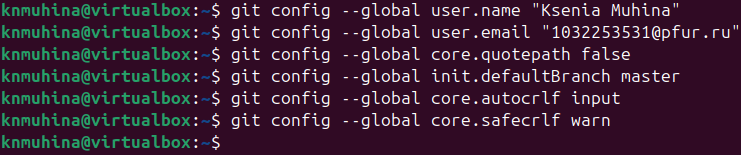 knmuhina@virtualbox:~$ git config --global user.name "Ksenia Muhina"
knmuhina@virtualbox:~$ git config --global user.email "1032253531@pfur.ru"
knmuhina@virtualbox:~$ git config --global core.quotepath false
knmuhina@virtualbox:~$ git config --global init.defaultBranch master
knmuhina@virtualbox:~$ git config --global core.autocrlf input
knmuhina@virtualbox:~$ git config --global core.safecrlf warn
knmuhina@virtualbox:~$